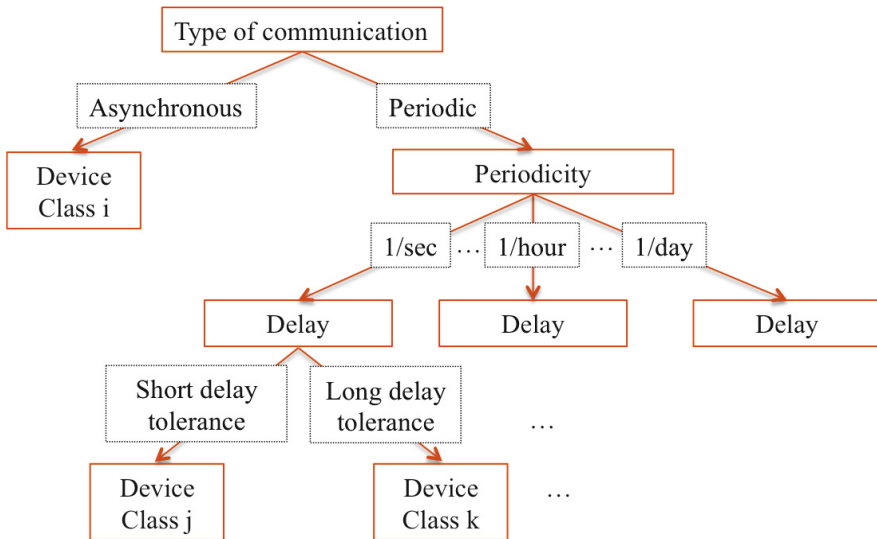 Type of communication
Asynchronous
Periodic
Device
Class i
Periodicity
1/sec
…
1/hour
…
1/day
Delay
Delay
Delay
Short delay
tolerance
Long delay
tolerance
…
Device
Class j
Device
Class k
…